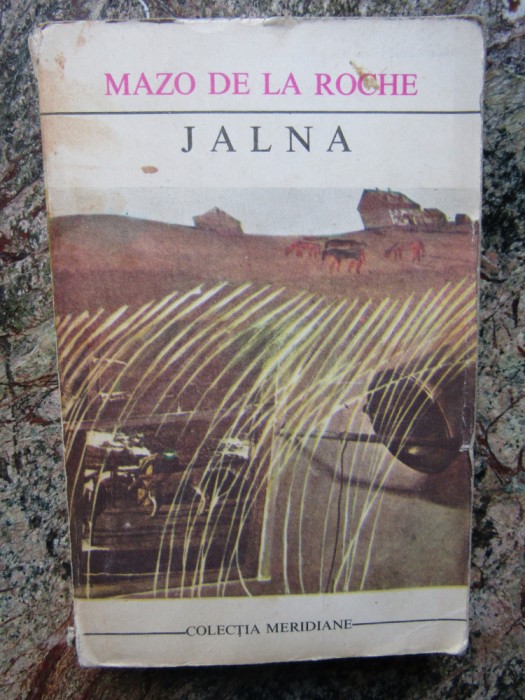 MAZO DE LA ROCHE
JALNA
COLECȚIA MERIDIANE